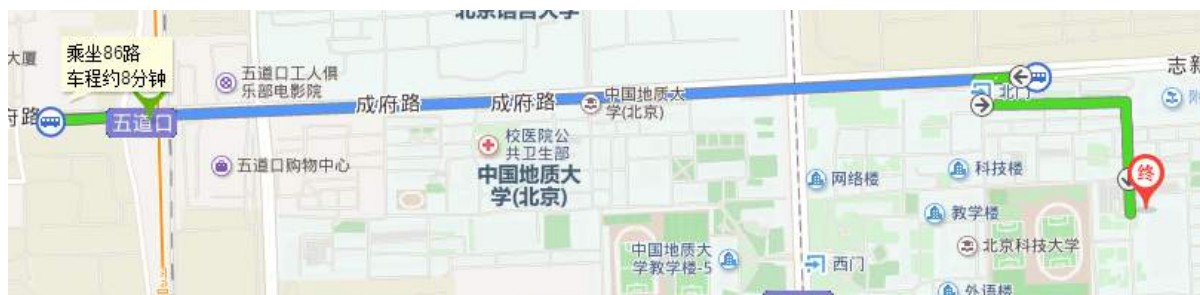 北京语言大学
大厦
乘坐86路
车程约8分钟
五道口工人俱
乐部电影院
成府路
成府路
中国地质大
学(北京)
志新
北门
府路
五道口
校医院公
共卫生部
五道口购物中心
中国地质大
学(北京)
网络楼
科技楼
终
教学楼
北京科技大学
中国地质大
学教学楼-5
西门
外语楼